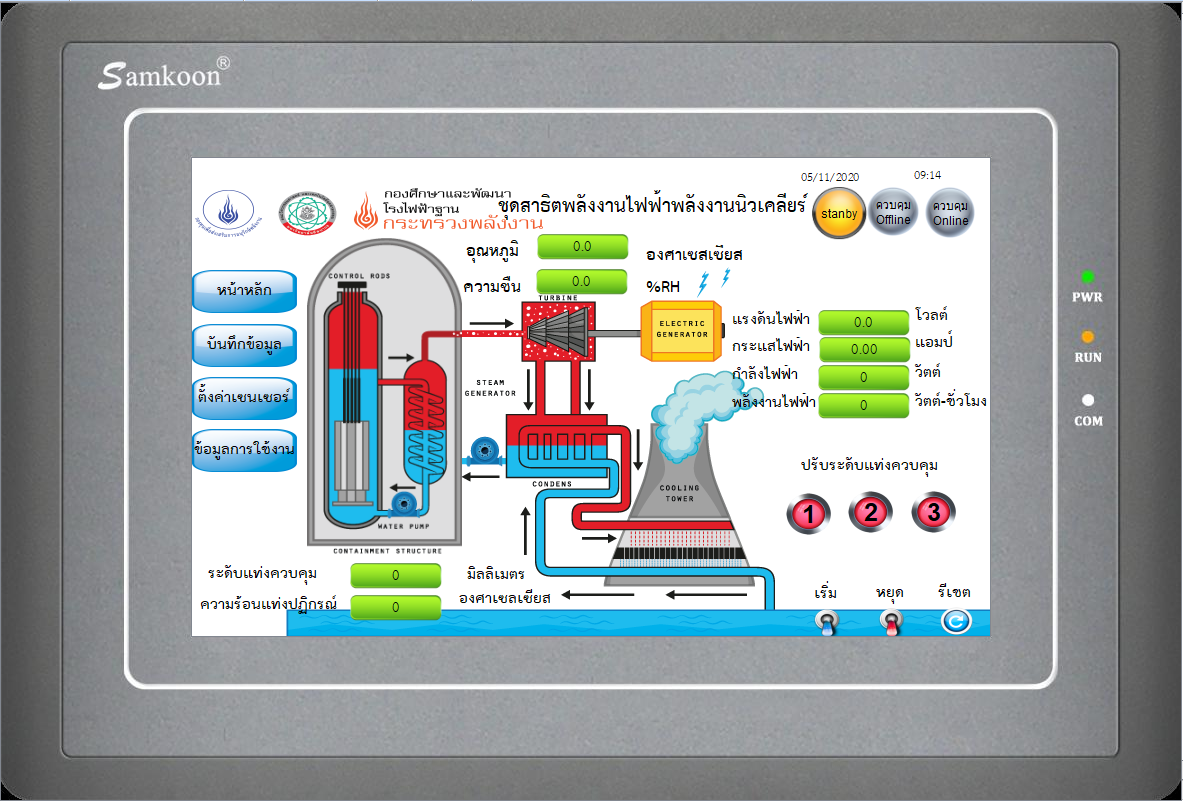 Samkoon®
05/11/2020
09:14
กองศึกษาและพัฒนา
โรงไฟฟ้าฐาน
กระทรวงพลังงาน
ชุดสาธิตพลังงานไฟฟ้าพลังงานนิวเคลียร์
stanby
ควบคุม
Offline
ควบคุม
Online
อุณหภูมิ
0.0
องศาเซสเซียส
ความชืน
0.0
%RH
หน้าหลัก
บันทึกข้อมูล
ตั้งค่าเซนเซอร์
ข้อมูลการใช้งาน
CONTROL RODS
TURBINE
ELECTRIC
GENERATOR
STEAM
GENERATOR
CONDENS
COOLING
TOWER
WATER PUMP
CONTAINMENT STRUCTURE
แรงดันไฟฟ้า
0.0
โวลต์
กระแสไฟฟ้า
0.00
แอมป์
กำลังไฟฟ้า
0
วัตต์
พลังงานไฟฟ้า
0
วัตต์-ชั่วโมง
ปรับระดับแท่งควบคุม
1
2
3
ระดับแท่งควบคุม
0
มิลลิเมตร
ความร้อนแท่งปฏิกรณ์
0
องศาเซลเซียส
เริ่ม
หยุด
รีเซต
PWR
RUN
COM